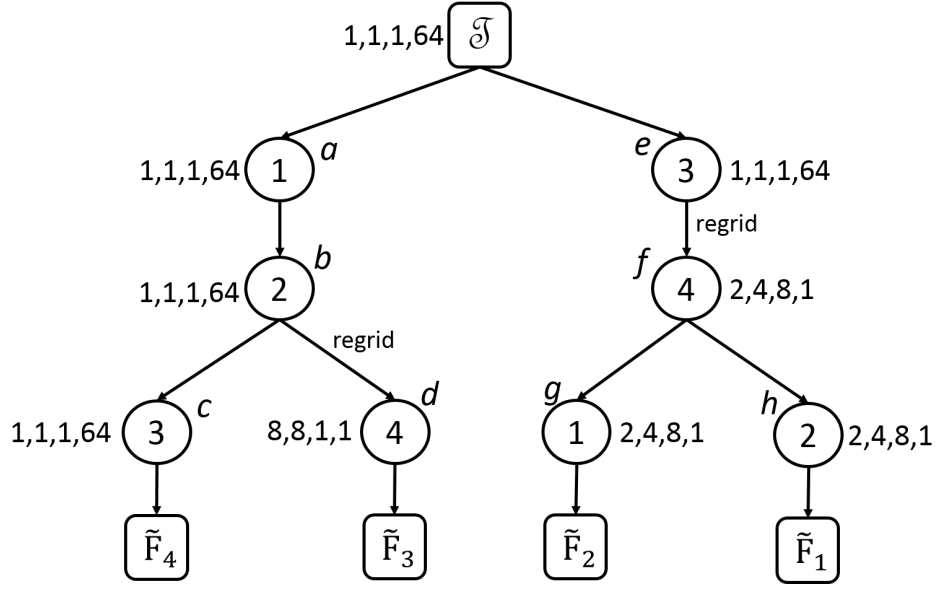 1,1,1,64 𝒯
1,1,1,64 1 a
e 3 1,1,1,64
regrid
1,1,1,64 2 b
f 4 2,4,8,1
regrid
1,1,1,64 3 c
8,8,1,1 4 d
g 1 2,4,8,1
h 2 2,4,8,1
F̃₄
F̃₃
F̃₂
F̃₁